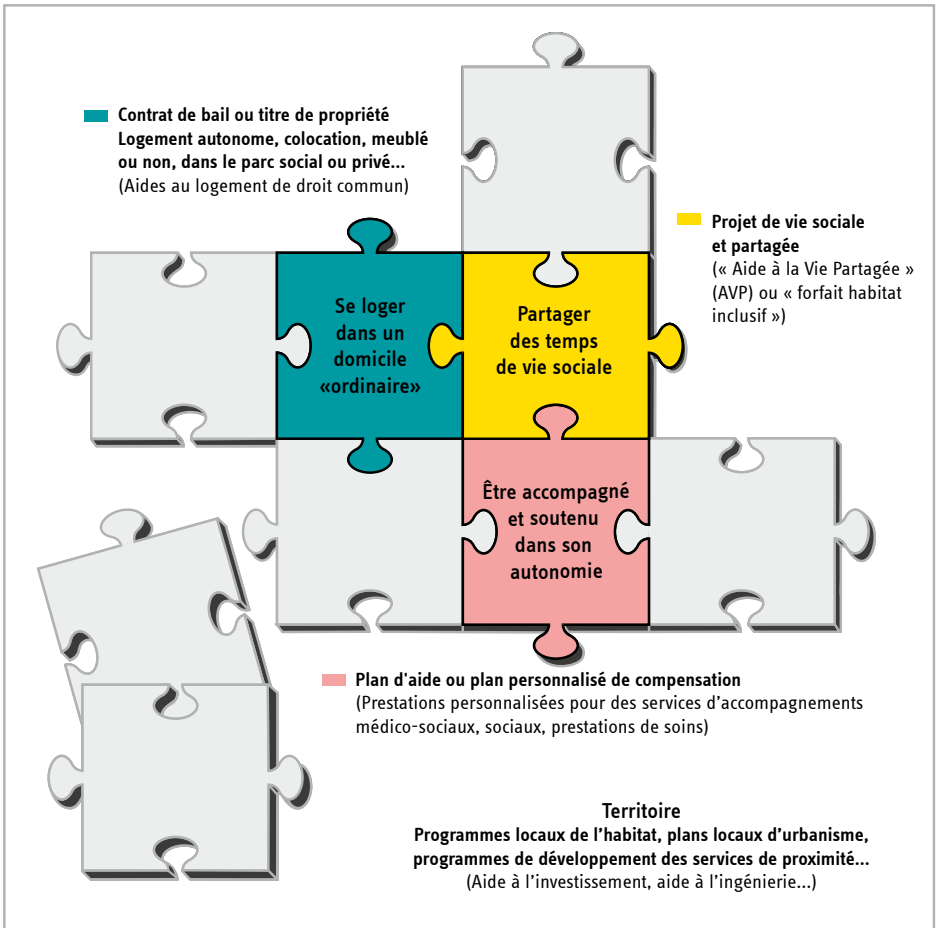 Contrat de bail ou titre de propriété
Logement autonome, colocation, meublé
ou non, dans le parc social ou privé...
(Aides au logement de droit commun)
Projet de vie sociale
et partagée
(« Aide à la Vie Partagée »
(AVP) ou « forfait habitat
inclusif »)
Se loger
dans un
domicile
«ordinaire»
Partager
des temps
de vie sociale
Être accompagné
et soutenu
dans son
autonomie
Plan d'aide ou plan personnalisé de compensation
(Prestations personnalisées pour des services d’accompagnements
médico-sociaux, sociaux, prestations de soins)
Territoire
Programmes locaux de l’habitat, plans locaux d’urbanisme,
programmes de développement des services de proximité...
(Aide à l’investissement, aide à l’ingénierie...)